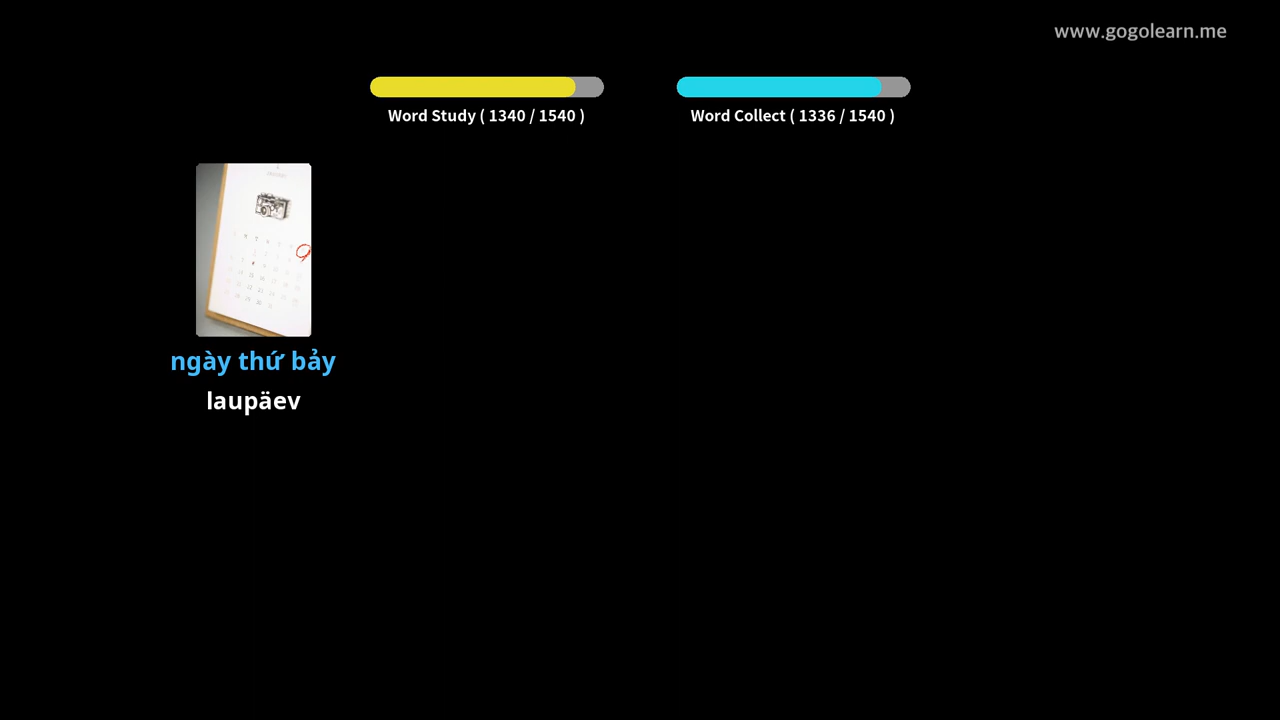 www.gogolearn.me
Word Study ( 1340 / 1540 )
Word Collect ( 1336 / 1540 )
ngày thứ bảy
laupäev